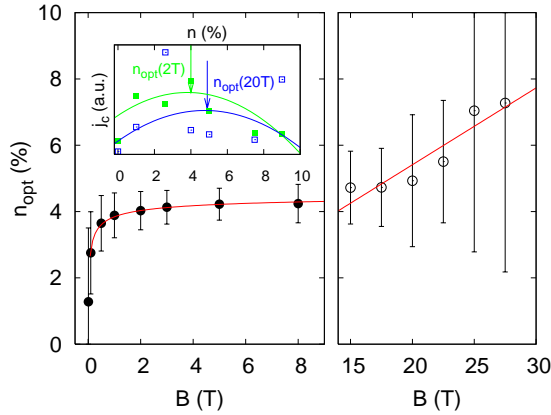 n (%)
n_opt(2T)
n_opt(20T)
j_c (a.u.)
0 2 4 6 8 10
n_opt (%)
10
8
6
4
2
0
0 2 4 6 8
15 20 25 30
B (T)
B (T)